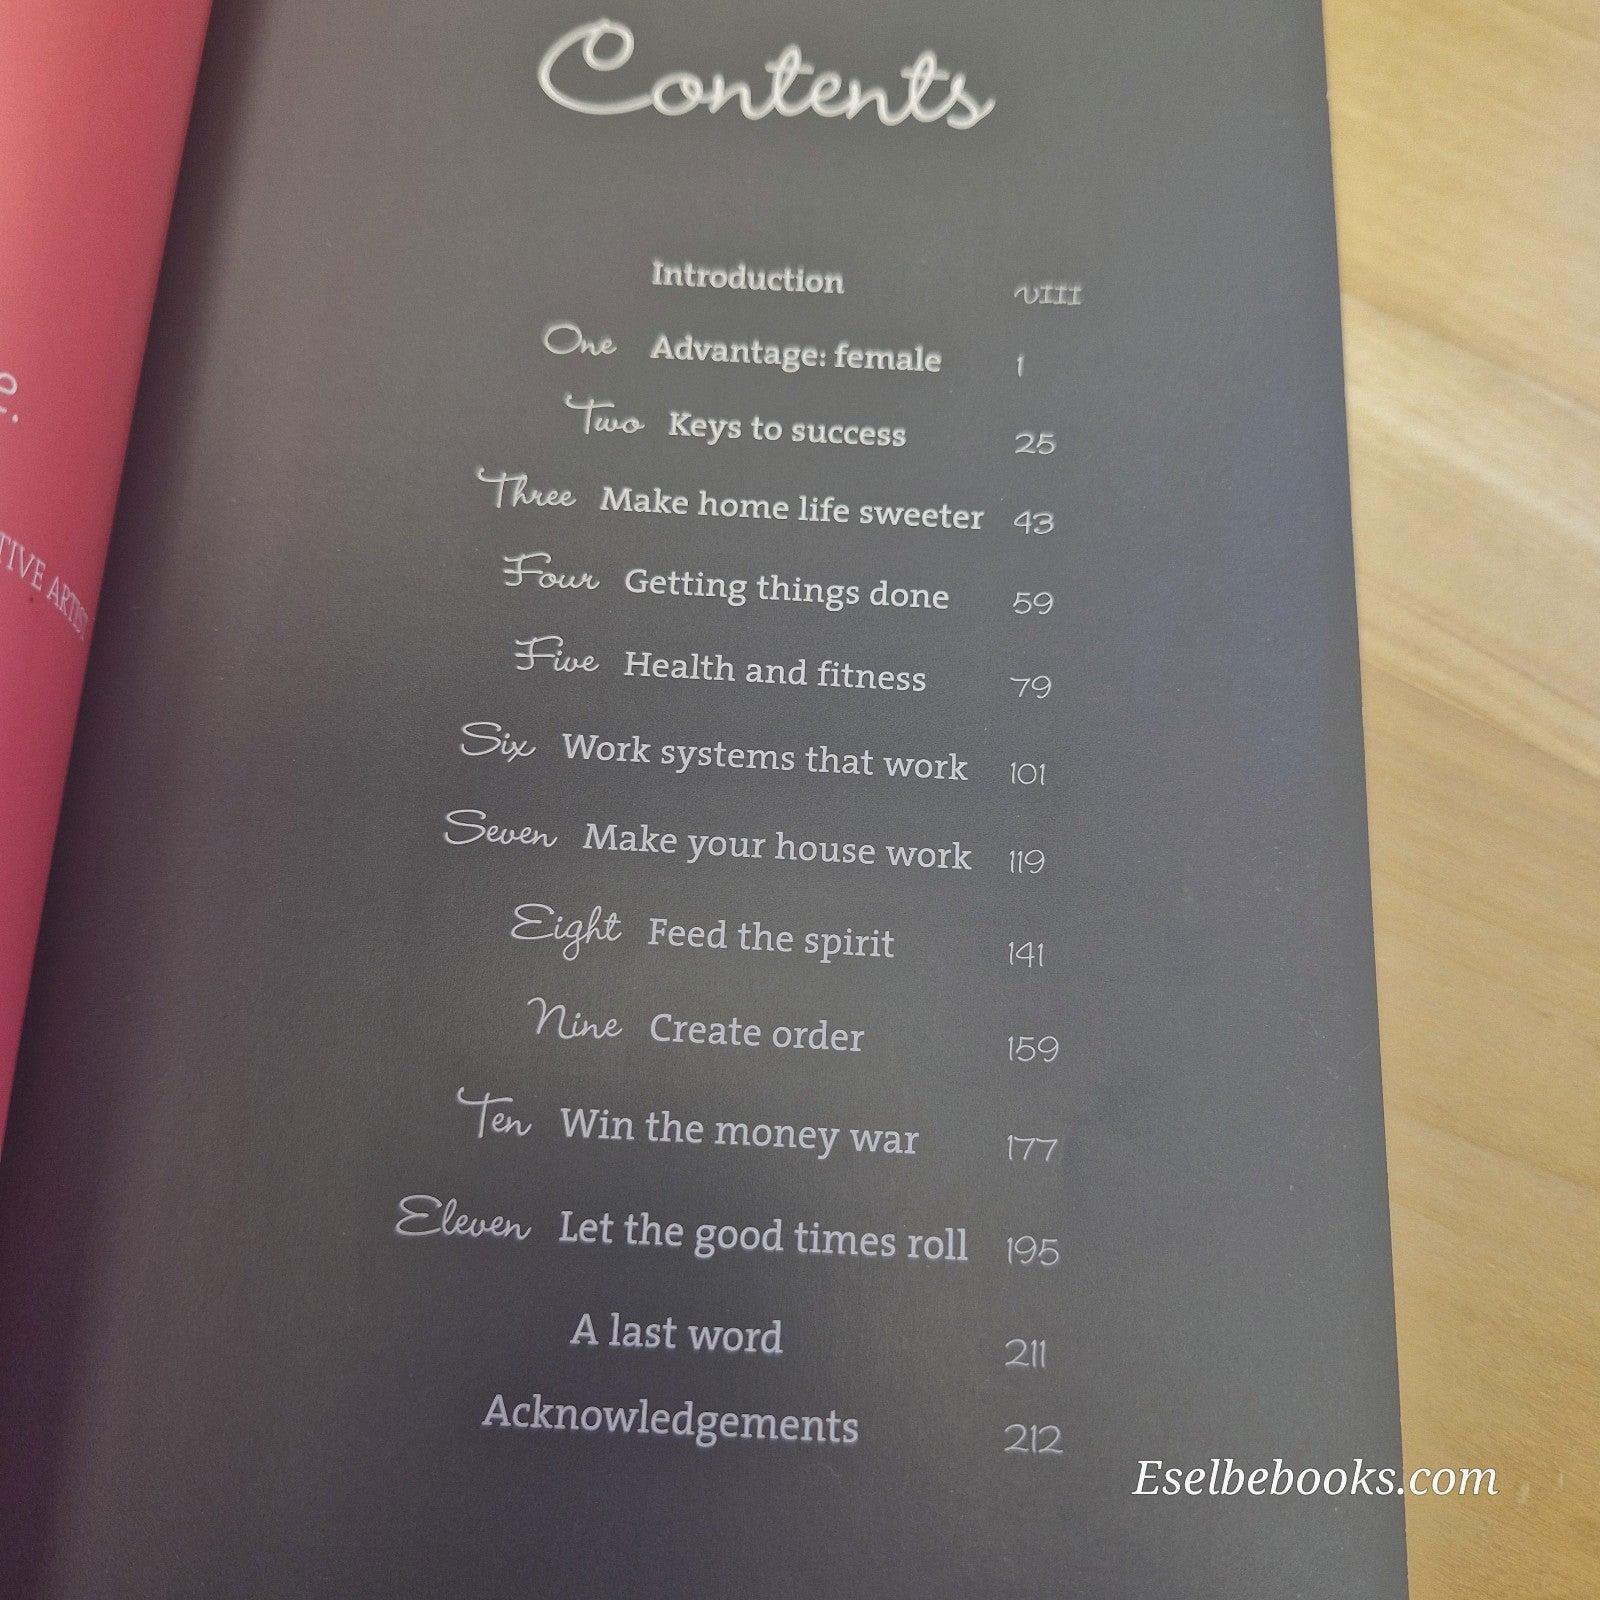 e.
TIVE ARTIST
Contents
Introduction VIII
One Advantage: female 1
Two Keys to success 25
Three Make home life sweeter 43
Four Getting things done 59
Five Health and fitness 79
Six Work systems that work 101
Seven Make your house work 119
Eight Feed the spirit 141
Nine Create order 159
Ten Win the money war 177
Eleven Let the good times roll 195
A last word 211
Acknowledgements 212
Eselbebooks.com